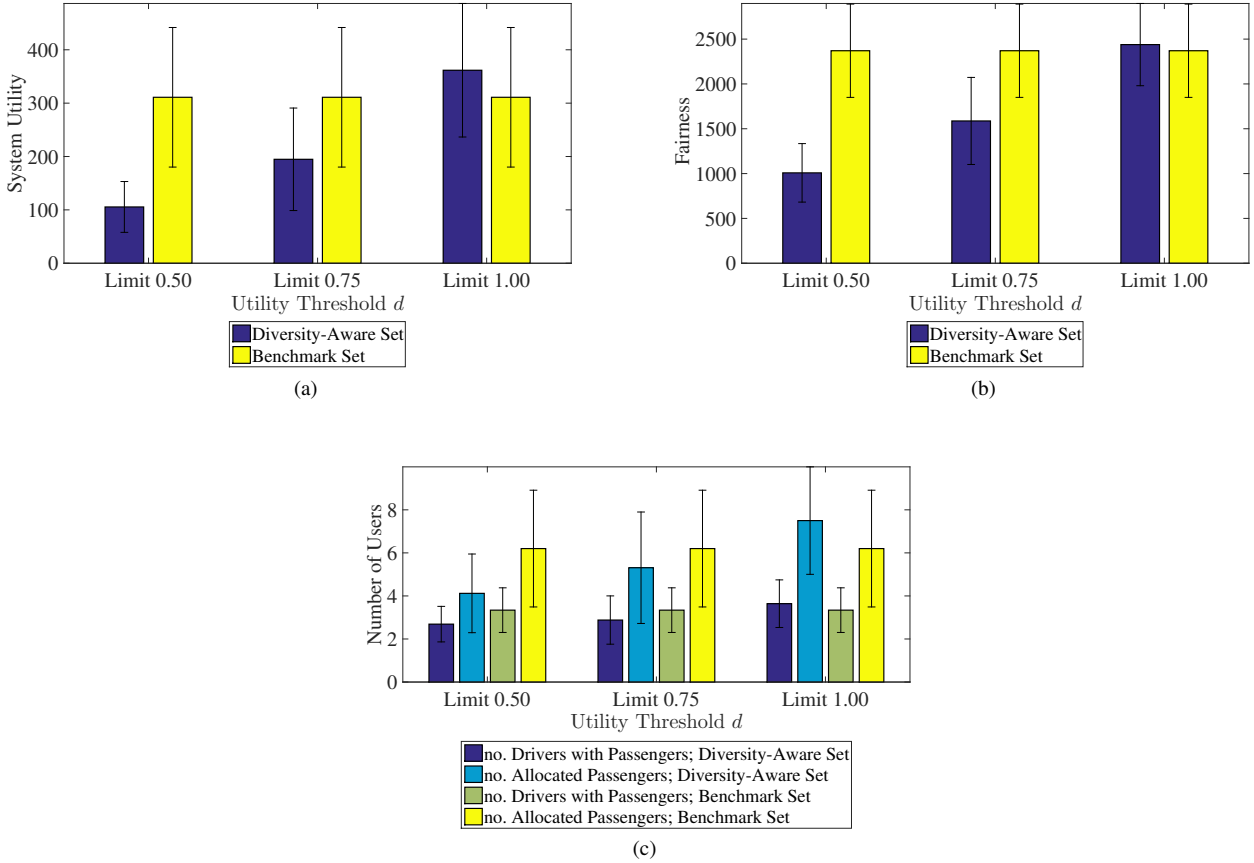 System Utility
400
300
200
100
0
Limit 0.50 Limit 0.75 Limit 1.00
Utility Threshold d
Diversity-Aware Set
Benchmark Set
(a)
Fairness
2500
2000
1500
1000
500
0
Limit 0.50 Limit 0.75 Limit 1.00
Utility Threshold d
Diversity-Aware Set
Benchmark Set
(b)
Number of Users
8
6
4
2
0
Limit 0.50 Limit 0.75 Limit 1.00
Utility Threshold d
no. Drivers with Passengers; Diversity-Aware Set
no. Allocated Passengers; Diversity-Aware Set
no. Drivers with Passengers; Benchmark Set
no. Allocated Passengers; Benchmark Set
(c)